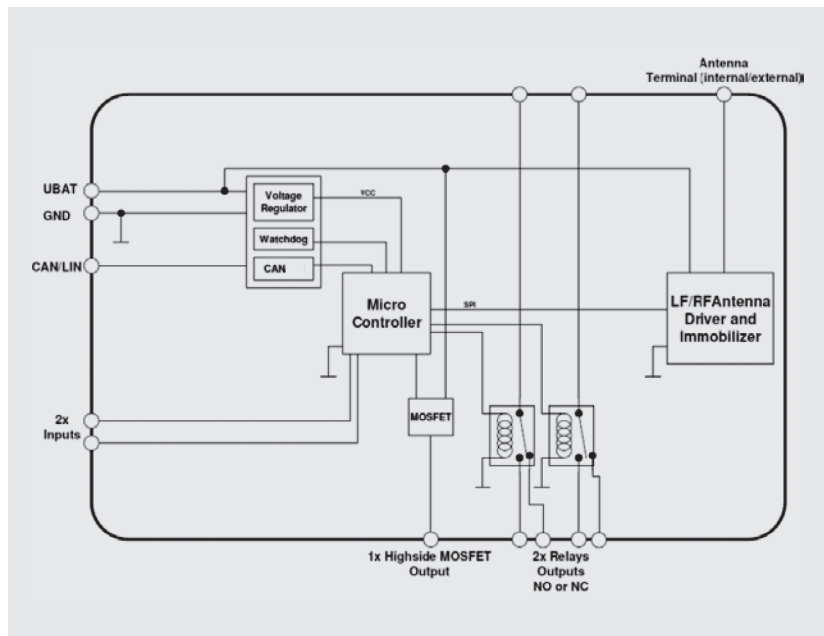 Antenna
Terminal (internal/external)
UBAT
GND
CAN/LIN
2x
Inputs
Voltage
Regulator
Watchdog
CAN
VCC
Micro
Controller
SPI
LF/RFAntenna
Driver and
Immobilizer
MOSFET
1x Highside MOSFET
Output
2x Relays
Outputs
NO or NC